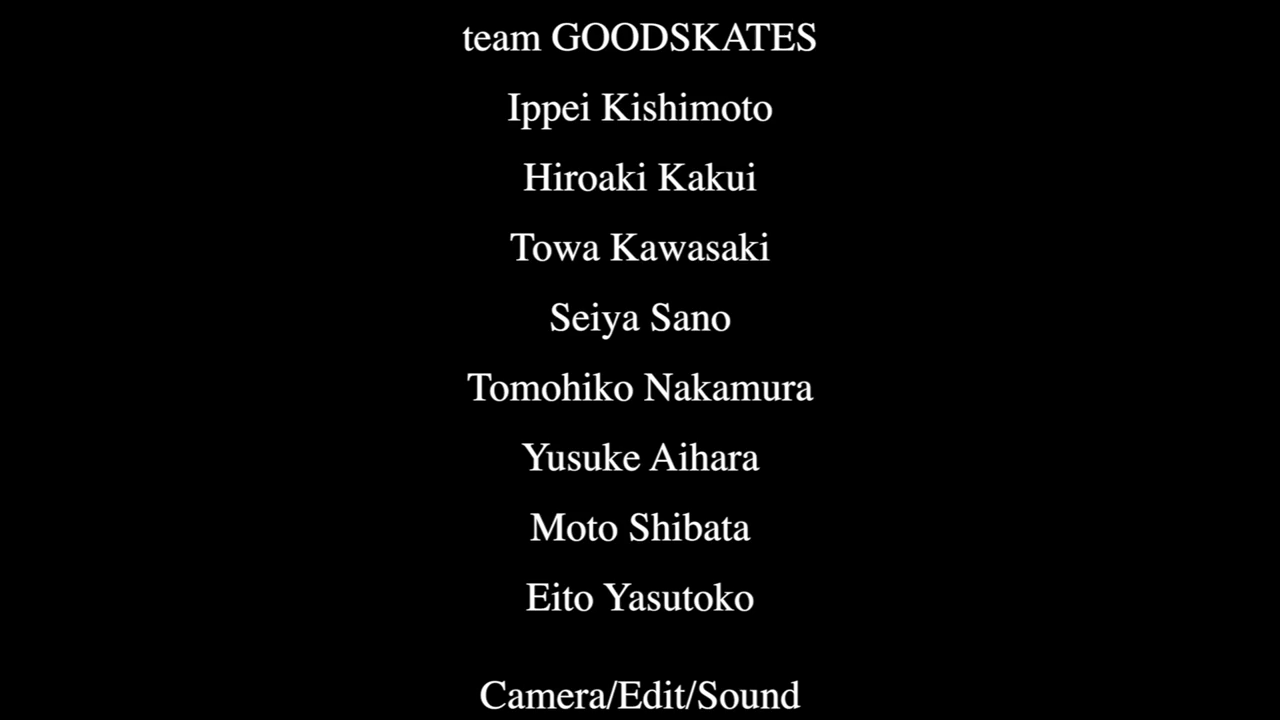 team GOODSKATES
Ippei Kishimoto
Hiroaki Kakui
Towa Kawasaki
Seiya Sano
Tomohiko Nakamura
Yusuke Aihara
Moto Shibata
Eito Yasutoko
Camera/Edit/Sound